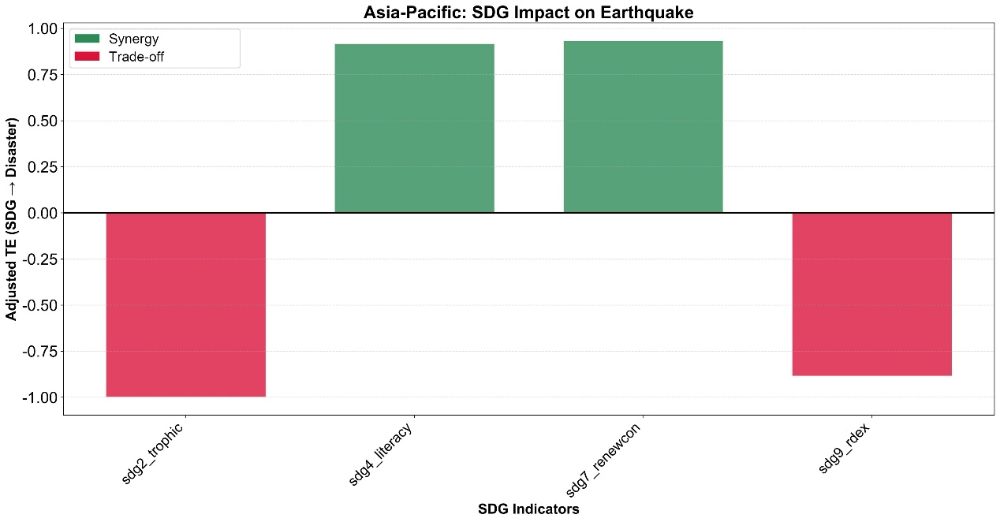 Asia-Pacific: SDG Impact on Earthquake
Synergy
Trade-off
1.00
0.75
0.50
0.25
0.00
-0.25
-0.50
-0.75
-1.00
Adjusted TE (SDG → Disaster)
sdg2_trophic
sdg4_literacy
sdg7_renewcon
sdg9_rdex
SDG Indicators